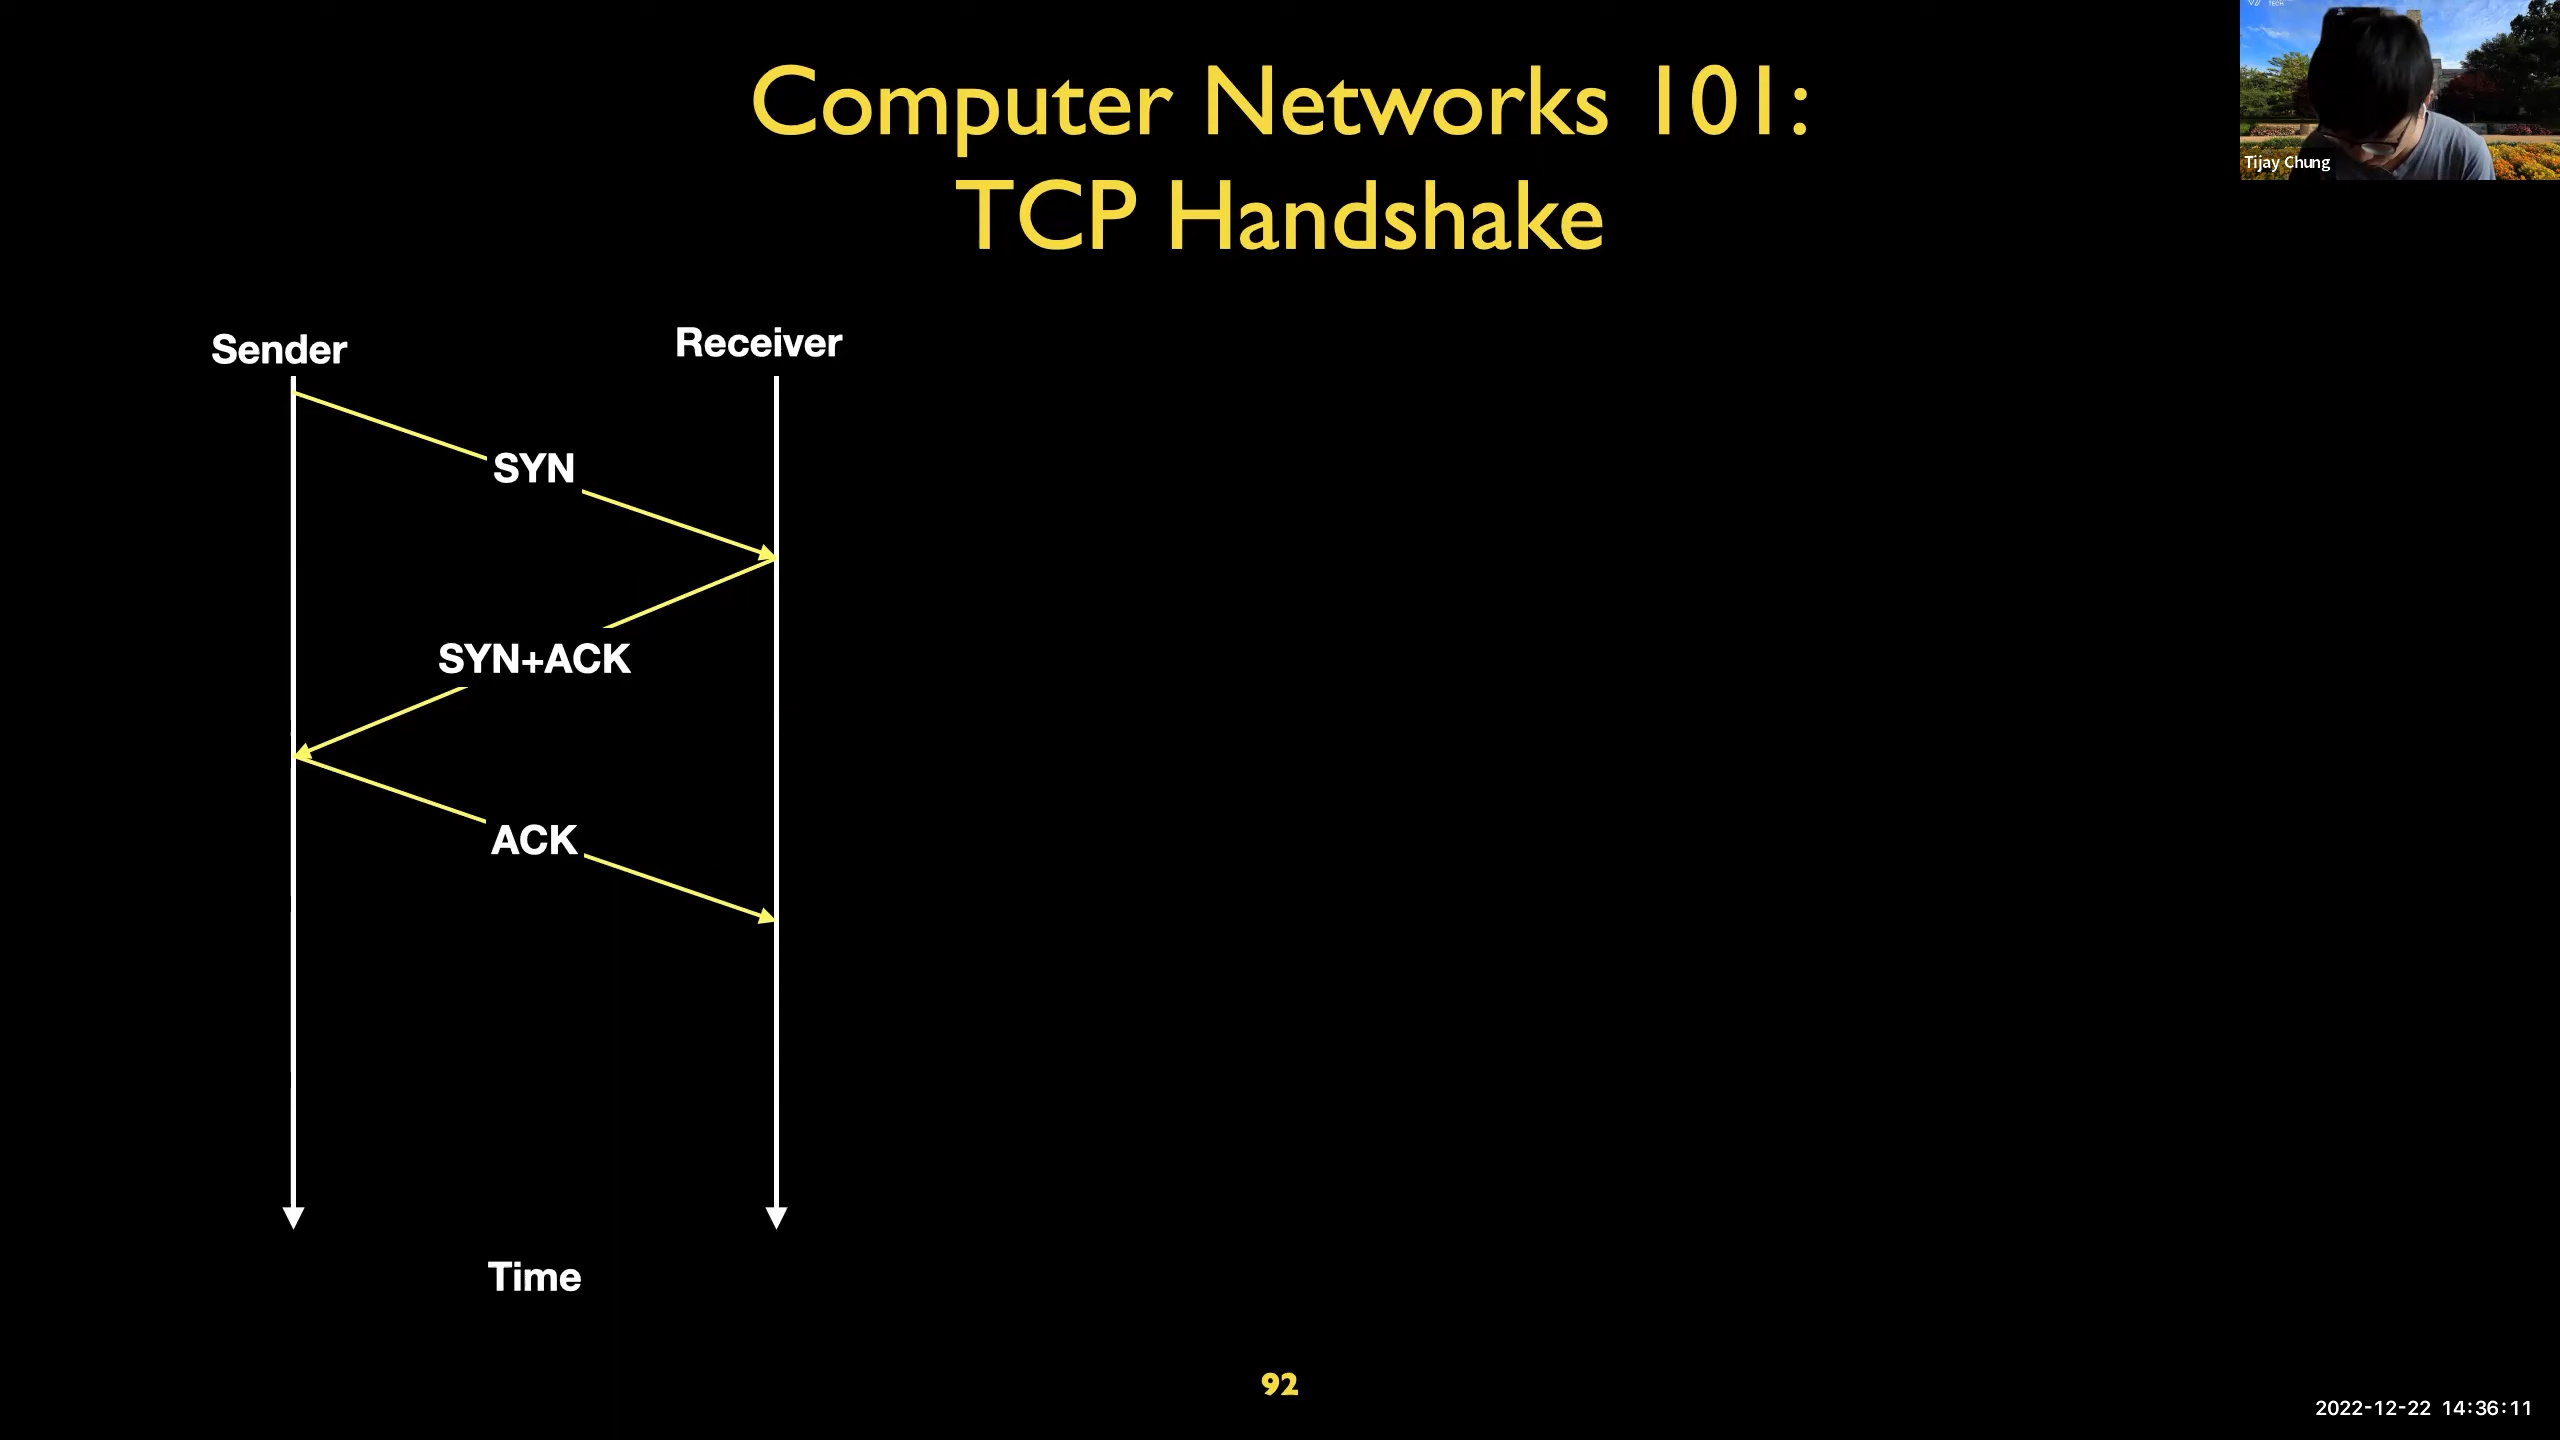 TECH
Computer Networks 101:
TCP Handshake
Tijay Chung
Sender
Receiver
SYN
SYN+ACK
ACK
Time
92
2022-12-22 14:36:11